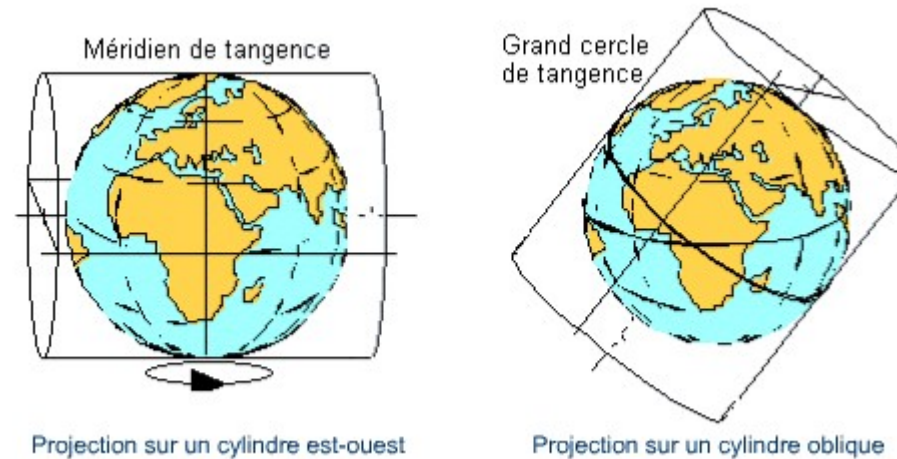 Méridien de tangence
Grand cercle
de tangence
Projection sur un cylindre est-ouest
Projection sur un cylindre oblique